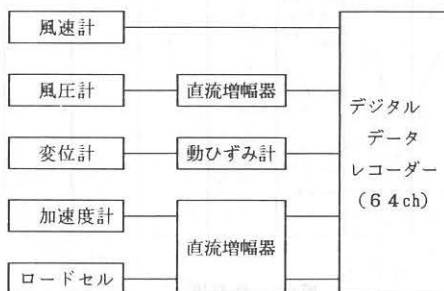 風速計
風圧計
直流増幅器
変位計
動ひずみ計
加速度計
直流増幅器
ロードセル
デジタル
データ
レコーダー
(64ch)